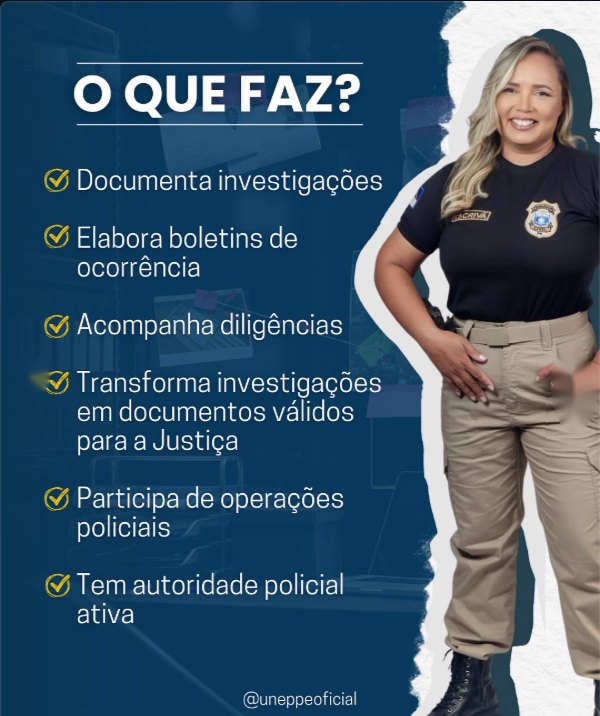 O QUE FAZ?
Documenta investigações
Elabora boletins de
ocorrência
Acompanha diligências
Transforma investigações
em documentos válidos
para a Justiça
Participa de operações
policiais
Tem autoridade policial
ativa
ESCRIVÃ
CIVIL
@uneppeoficial